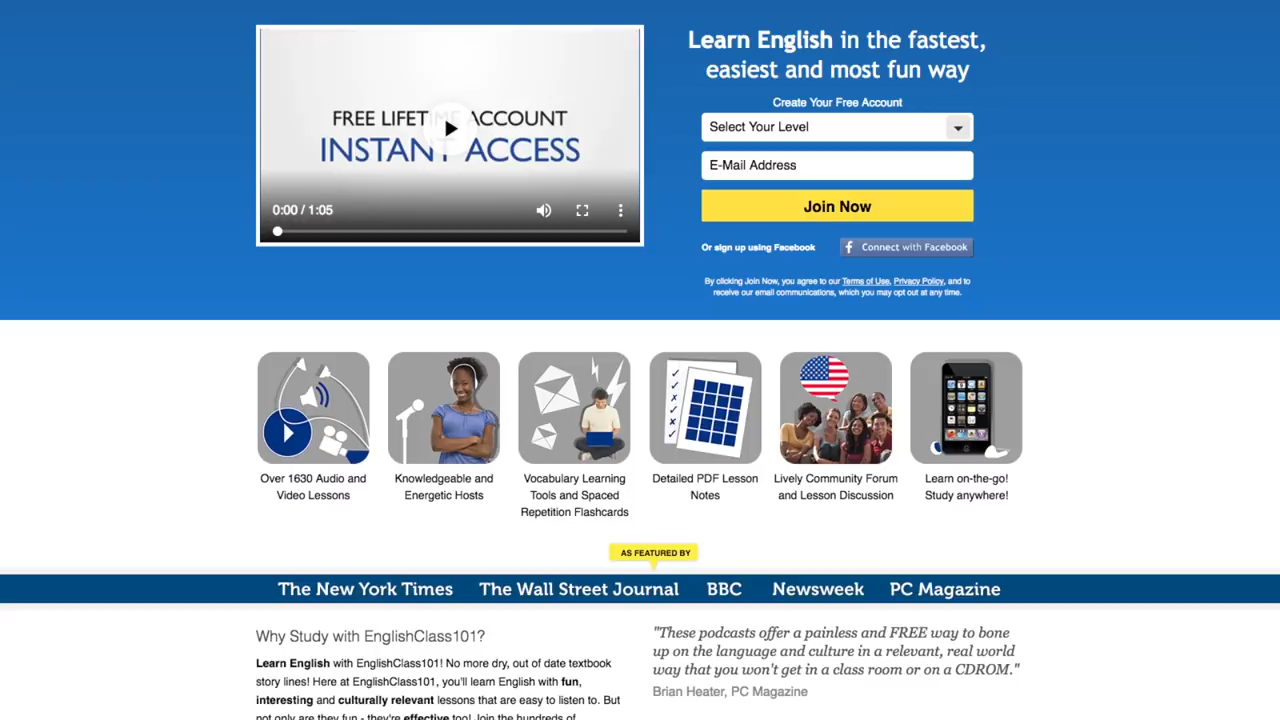 FREE LIFETIME ACCOUNT
INSTANT ACCESS
0:00 / 1:05
Learn English in the fastest,
easiest and most fun way
Create Your Free Account
Select Your Level
E-Mail Address
Join Now
Or sign up using Facebook
f Connect with Facebook
By clicking Join Now, you agree to our Terms of Use, Privacy Policy, and to
receive our email communications, which you may opt out at any time.
Over 1630 Audio and
Video Lessons
Knowledgeable and
Energetic Hosts
Vocabulary Learning
Tools and Spaced
Repetition Flashcards
Detailed PDF Lesson
Notes
Lively Community Forum
and Lesson Discussion
Learn on-the-go!
Study anywhere!
AS FEATURED BY
The New York Times The Wall Street Journal BBC Newsweek PC Magazine
Why Study with EnglishClass101?
Learn English with EnglishClass101! No more dry, out of date textbook
story lines! Here at EnglishClass101, you'll learn English with fun,
interesting and culturally relevant lessons that are easy to listen to. But
not only are they fun - they're effective too! Join the hundreds of
"These podcasts offer a painless and FREE way to bone
up on the language and culture in a relevant, real world
way that you won't get in a class room or on a CDROM."
Brian Heater, PC Magazine